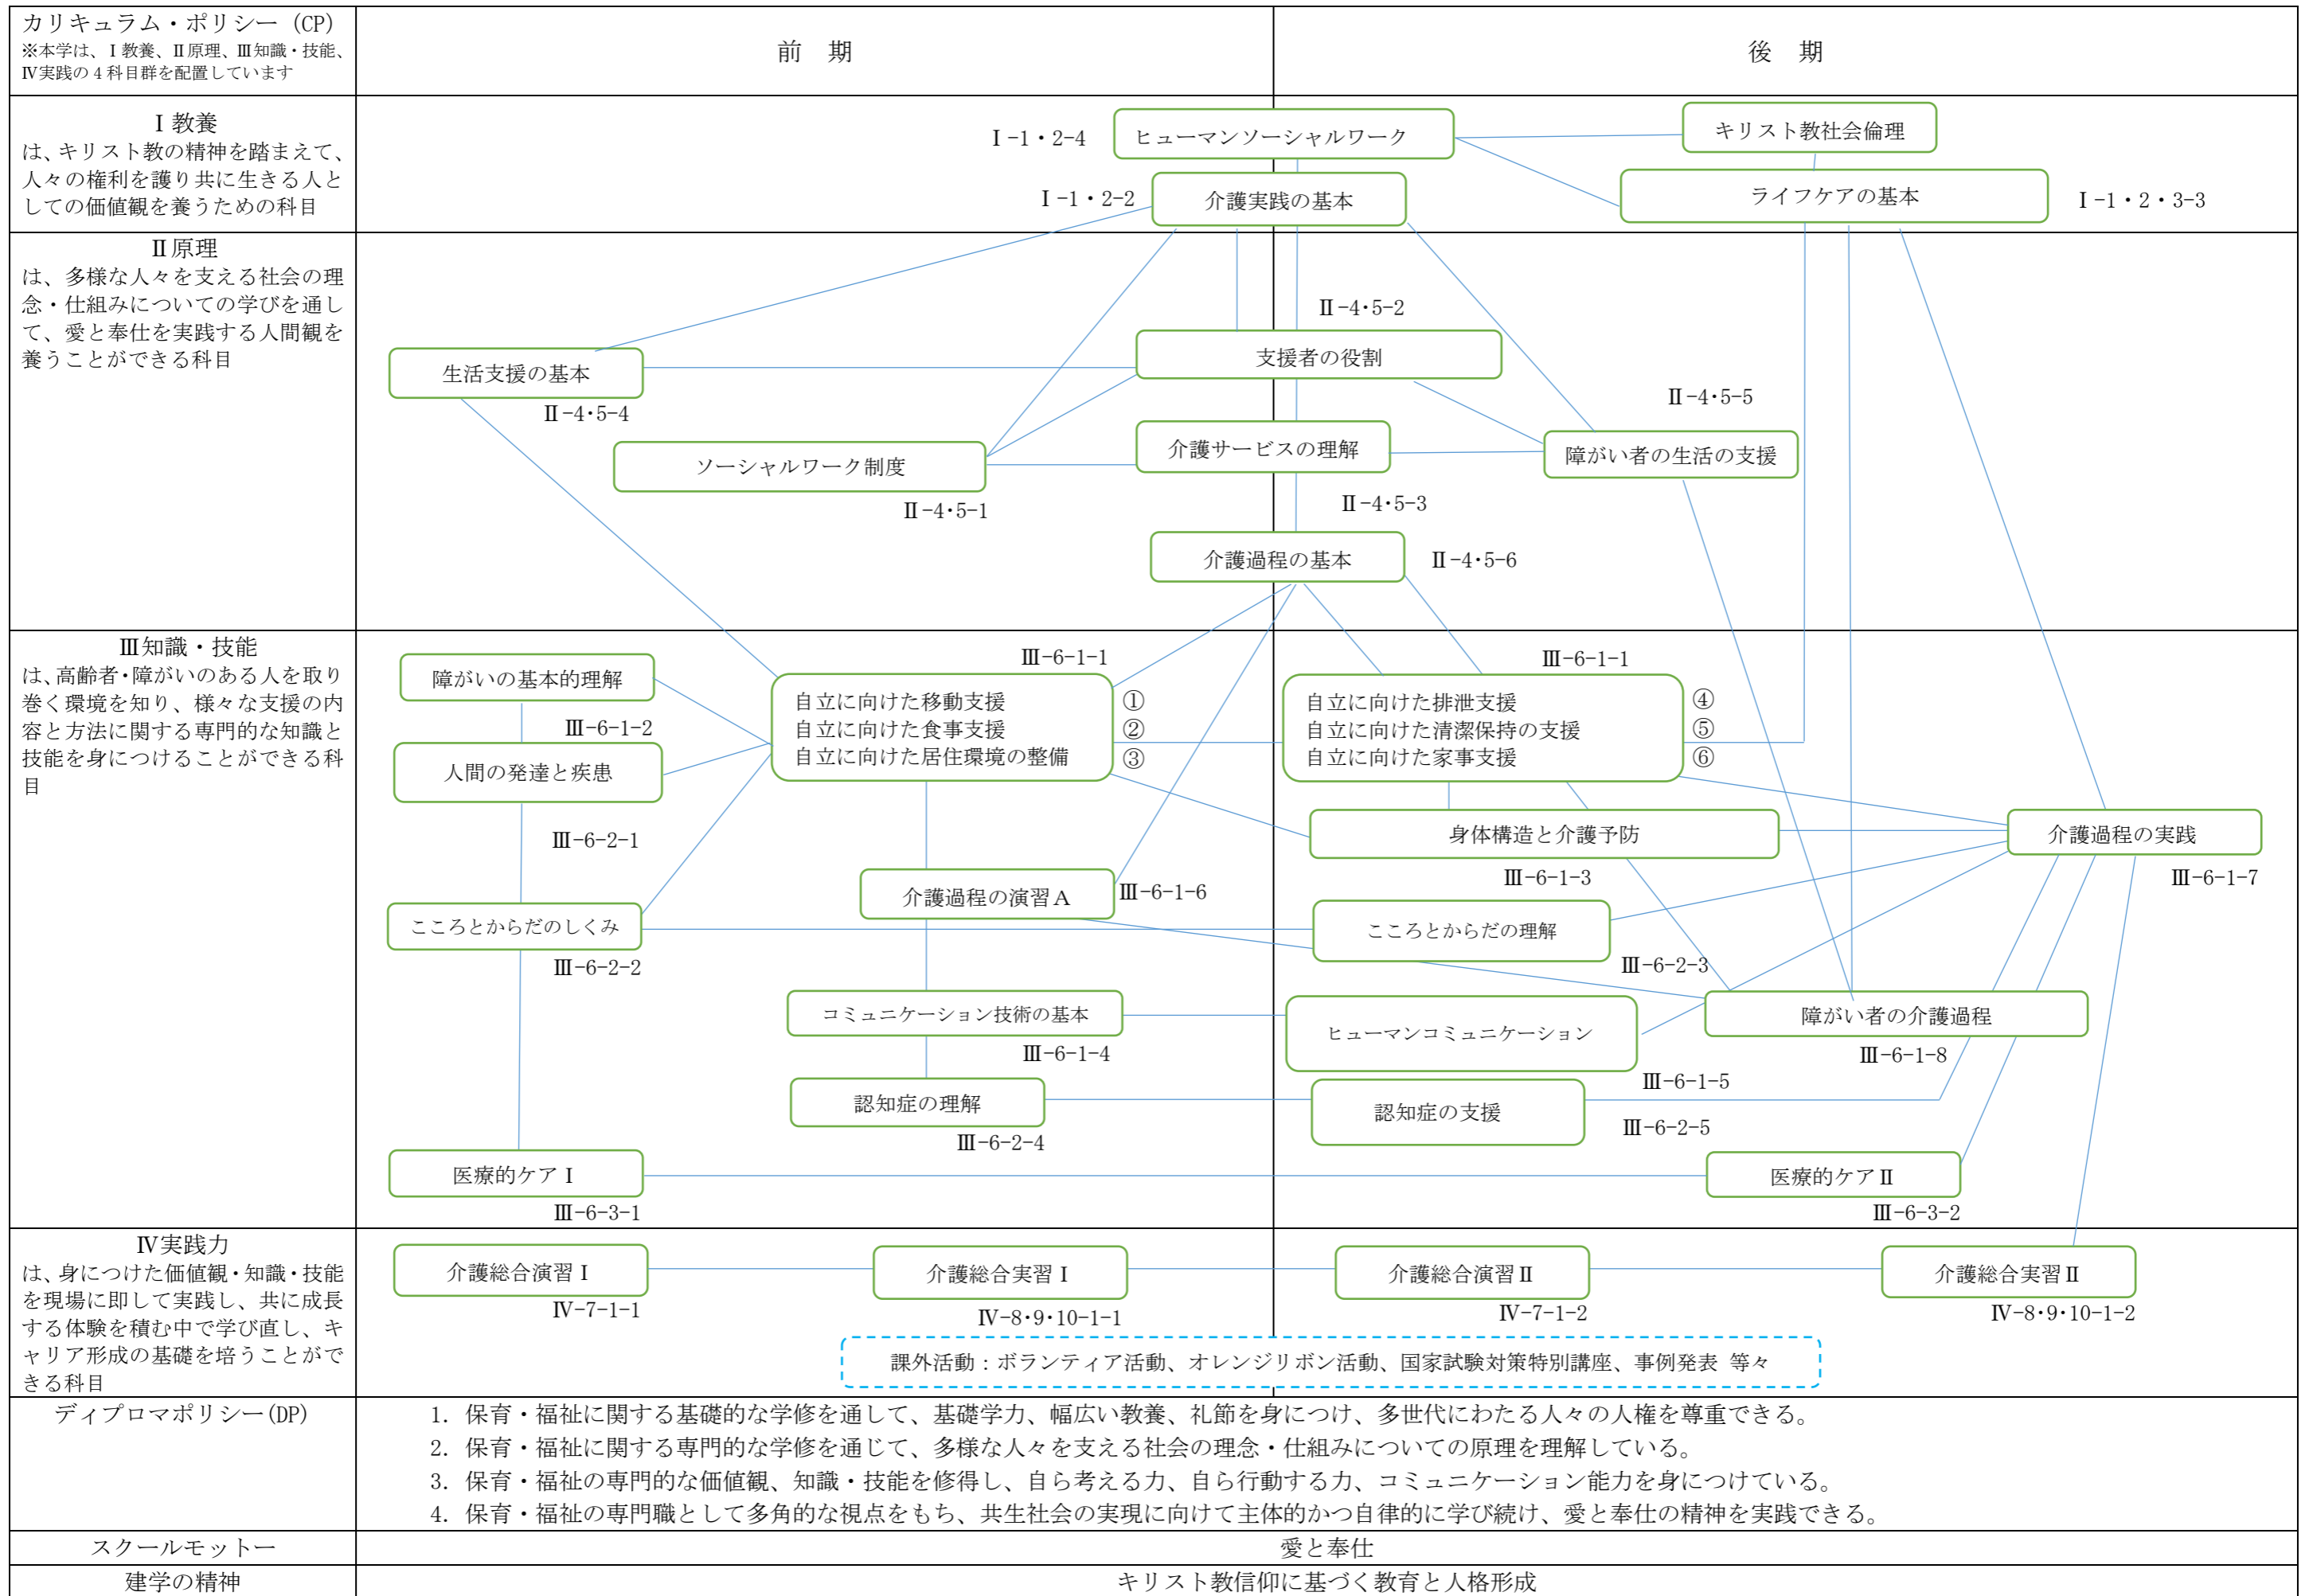 カリキュラム・ポリシー (CP)
※本学は、Ⅰ教養、Ⅱ原理、Ⅲ知識・技能、
Ⅳ実践の４科目群を配置しています
前　期
後　期
Ⅰ教養
は、キリスト教の精神を踏まえて、
人々の権利を護り共に生きる人と
しての価値観を養うための科目
Ⅰ-1・2-4
ヒューマンソーシャルワーク
キリスト教社会倫理
Ⅰ-1・2-2
介護実践の基本
ライフケアの基本
Ⅰ-1・2・3-3
Ⅱ原理
は、多様な人々を支える社会の理
念・仕組みについての学びを通し
て、愛と奉仕を実践する人間観を
養うことができる科目
Ⅱ-4・5-2
支援者の役割
生活支援の基本
Ⅱ-4・5-4
Ⅱ-4・5-5
ソーシャルワーク制度
介護サービスの理解
障がい者の生活の支援
Ⅱ-4・5-1
Ⅱ-4・5-3
介護過程の基本
Ⅱ-4・5-6
Ⅲ知識・技能
は、高齢者・障がいのある人を取り
巻く環境を知り、様々な支援の内
容と方法に関する専門的な知識と
技能を身につけることができる科
目
Ⅲ-6-1-1
Ⅲ-6-1-1
障がいの基本的理解
Ⅲ-6-1-2
自立に向けた移動支援　①
自立に向けた食事支援　②
自立に向けた居住環境の整備　③
自立に向けた排泄支援　④
自立に向けた清潔保持の支援　⑤
自立に向けた家事支援　⑥
人間の発達と疾患
Ⅲ-6-2-1
身体構造と介護予防
Ⅲ-6-1-3
介護過程の実践
Ⅲ-6-1-7
介護過程の演習Ａ
Ⅲ-6-1-6
こころとからだのしくみ
Ⅲ-6-2-2
こころとからだの理解
Ⅲ-6-2-3
コミュニケーション技術の基本
Ⅲ-6-1-4
ヒューマンコミュニケーション
Ⅲ-6-1-5
障がい者の介護過程
Ⅲ-6-1-8
認知症の理解
Ⅲ-6-2-4
認知症の支援
Ⅲ-6-2-5
医療的ケアⅠ
Ⅲ-6-3-1
医療的ケアⅡ
Ⅲ-6-3-2
Ⅳ実践力
は、身につけた価値観・知識・技能
を現場に即して実践し、共に成長
する体験を積む中で学び直し、キ
ャリア形成の基礎を培うことがで
きる科目
介護総合演習Ⅰ
Ⅳ-7-1-1
介護総合実習Ⅰ
Ⅳ-8・9・10-1-1
介護総合演習Ⅱ
Ⅳ-7-1-2
介護総合実習Ⅱ
Ⅳ-8・9・10-1-2
課外活動：ボランティア活動、オレンジリボン活動、国家試験対策特別講座、事例発表 等々
ディプロマポリシー(DP)
1. 保育・福祉に関する基礎的な学修を通して、基礎学力、幅広い教養、礼節を身につけ、多世代にわたる人々の人権を尊重できる。
2. 保育・福祉に関する専門的な学修を通じて、多様な人々を支える社会の理念・仕組みについての原理を理解している。
3. 保育・福祉の専門的な価値観、知識・技能を修得し、自ら考える力、自ら行動する力、コミュニケーション能力を身につけている。
4. 保育・福祉の専門職として多角的な視点をもち、共生社会の実現に向けて主体的かつ自律的に学び続け、愛と奉仕の精神を実践できる。
スクールモットー
愛と奉仕
建学の精神
キリスト教信仰に基づく教育と人格形成